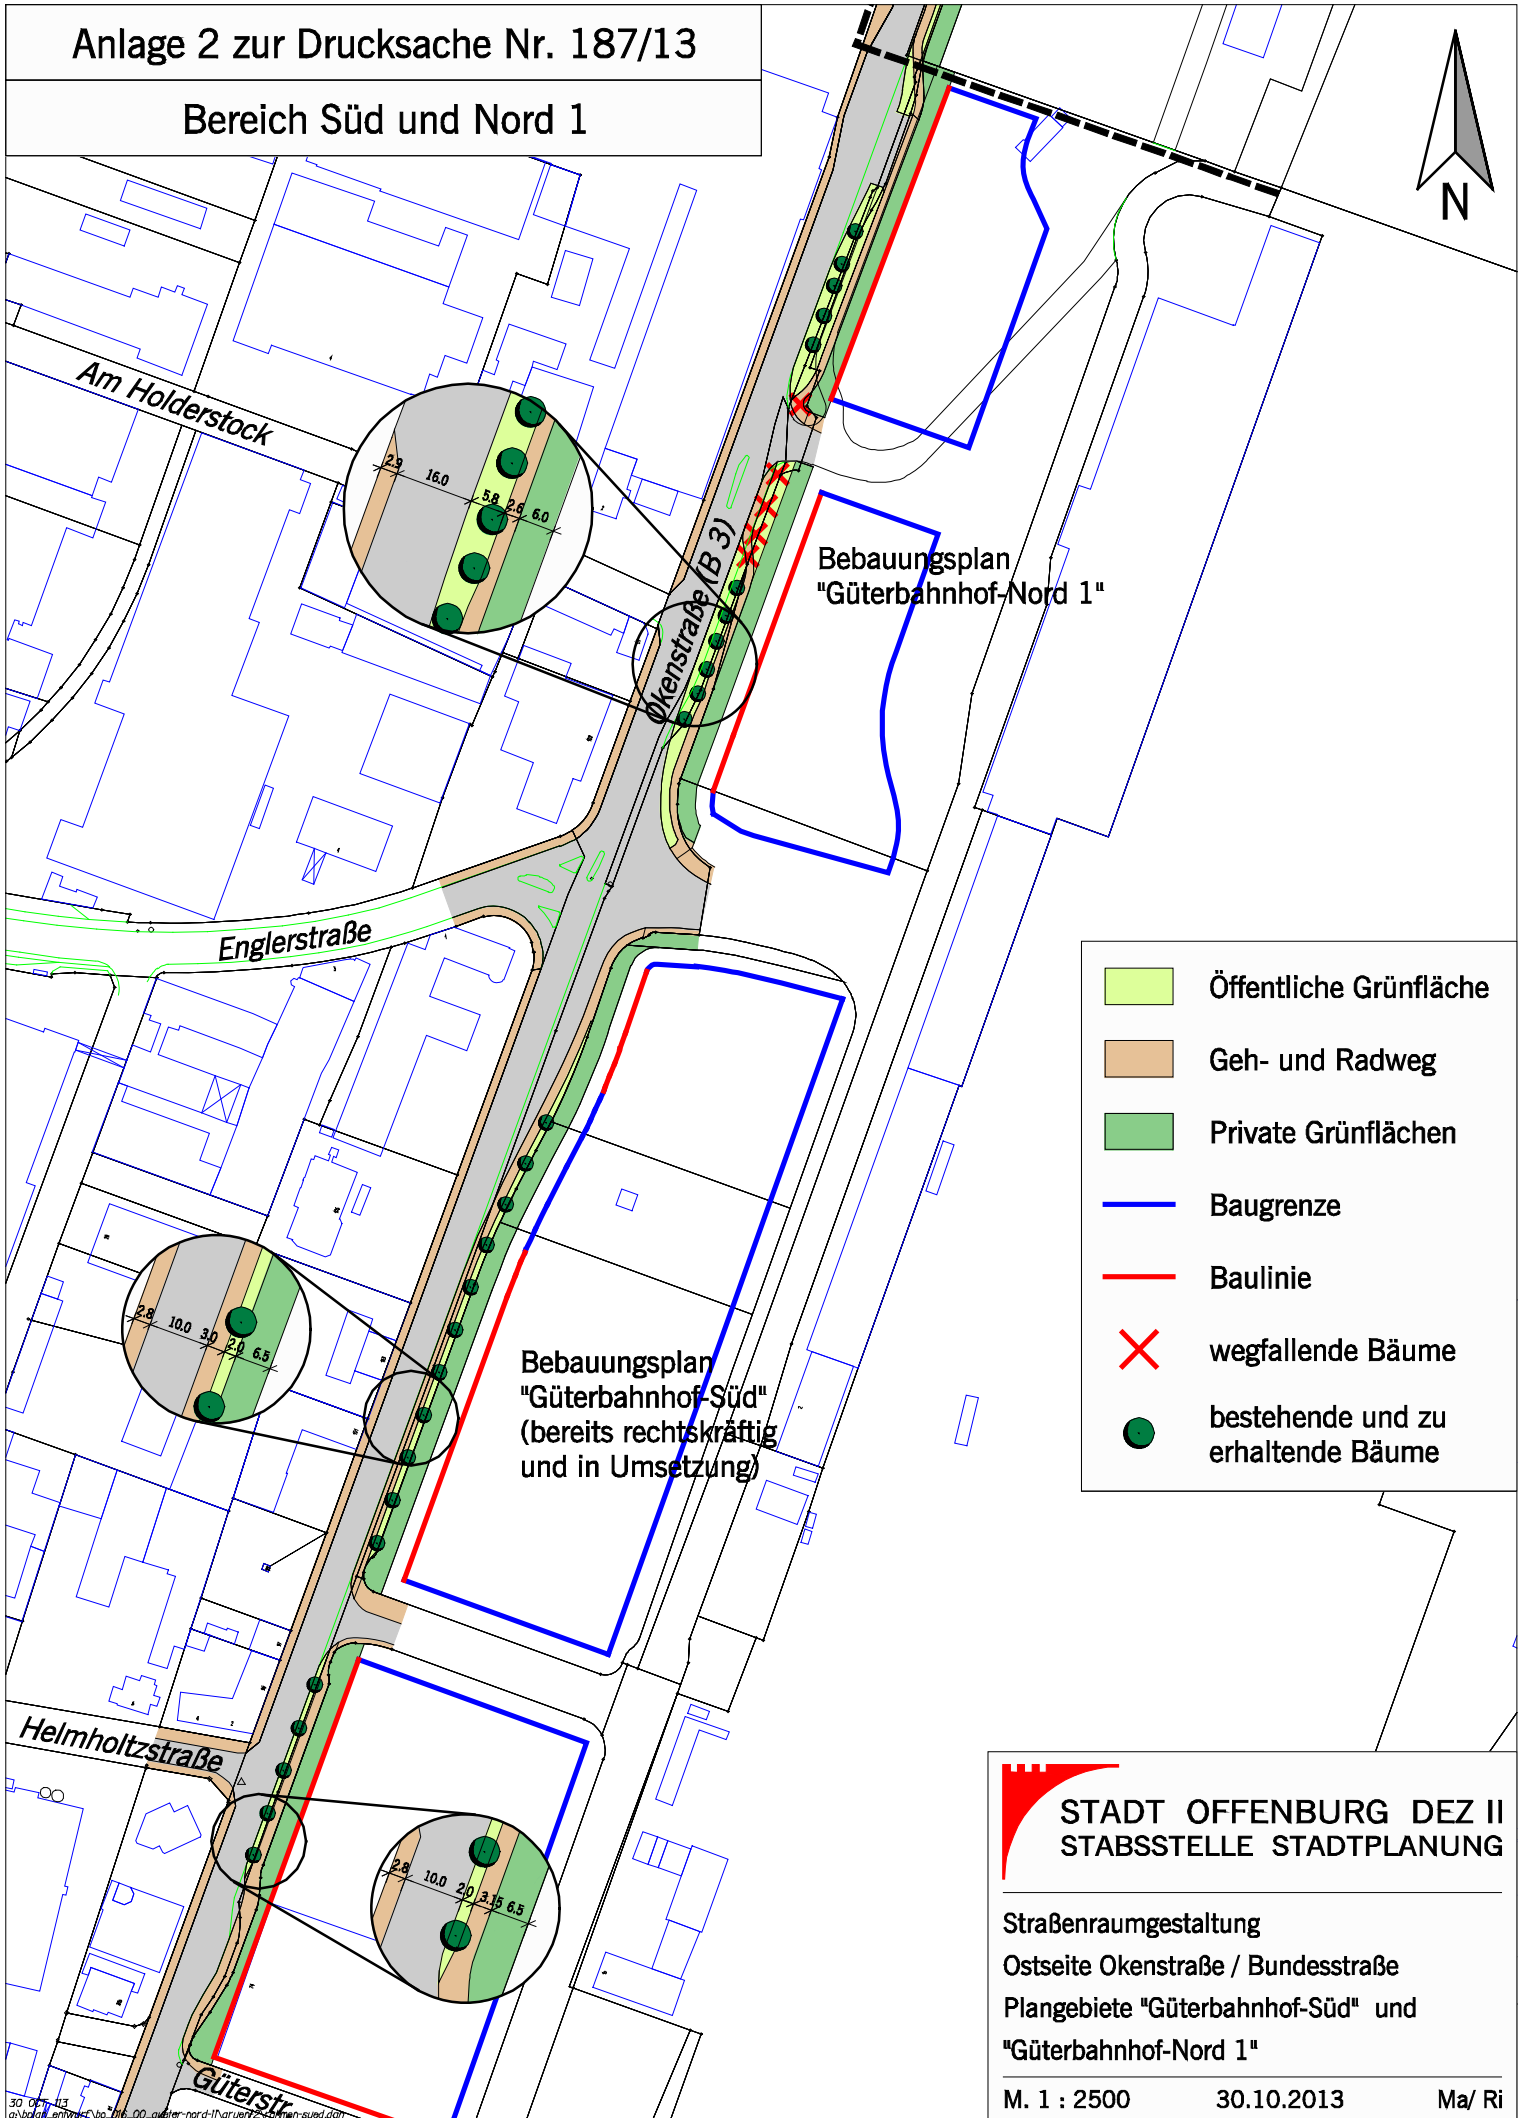 Anlage 2 zur Drucksache Nr. 187/13
Bereich Süd und Nord 1
N
Am Holderstock
2.9
16.0
5.8
2.6
6.0
Okenstraße (B 3)
Bebauungsplan
"Güterbahnhof-Nord 1"
Englerstraße
Öffentliche Grünfläche
Geh- und Radweg
Private Grünflächen
Baugrenze
Baulinie
wegfallende Bäume
bestehende und zu
erhaltende Bäume
2.8
10.0
3.0
2.0
6.5
Bebauungsplan
"Güterbahnhof-Süd"
(bereits rechtskräftig
und in Umsetzung)
Helmholtzstraße
2.8
10.0
2.0
3.15
6.5
Güterstr.
STADT OFFENBURG DEZ II
STABSSTELLE STADTPLANUNG
Straßenraumgestaltung
Ostseite Okenstraße / Bundesstraße
Plangebiete "Güterbahnhof-Süd" und
"Güterbahnhof-Nord 1"
M. 1 : 2500 30.10.2013 Ma/ Ri
30 OCT 113